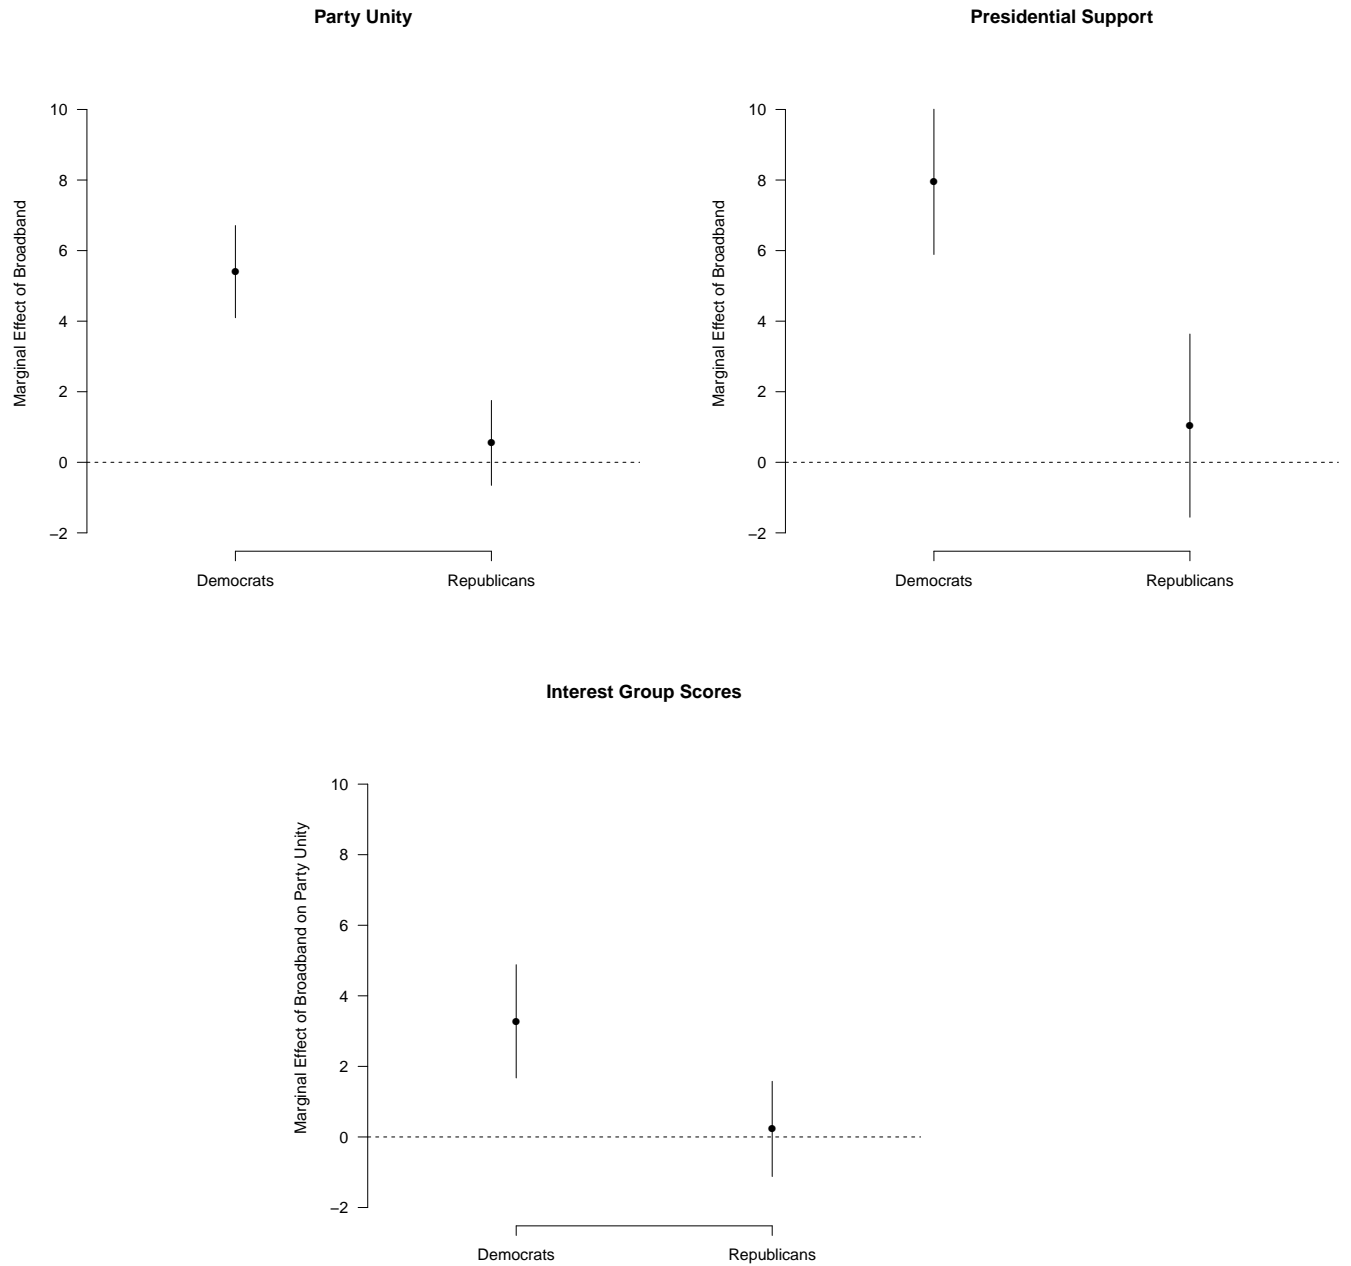 Party Unity
Marginal Effect of Broadband
10
8
6
4
2
0
−2
Democrats Republicans
Presidential Support
Marginal Effect of Broadband
10
8
6
4
2
0
−2
Democrats Republicans
Interest Group Scores
Marginal Effect of Broadband on Party Unity
10
8
6
4
2
0
−2
Democrats Republicans